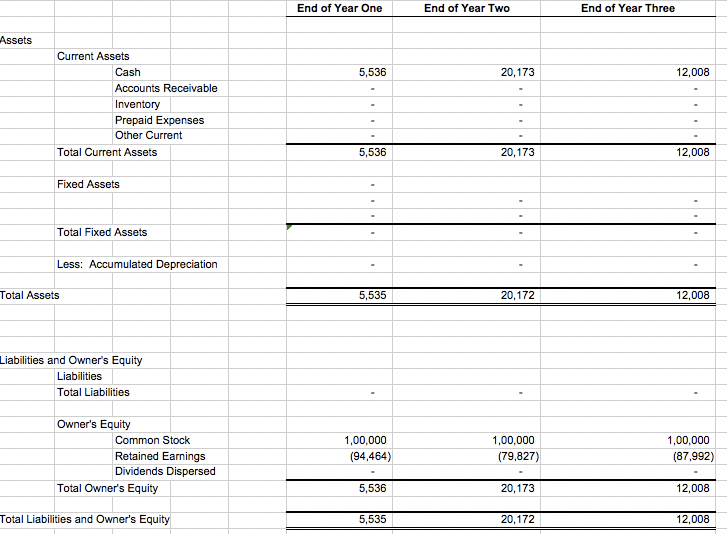 End of Year One End of Year Two End of Year Three
Assets
Current Assets
Cash 5,536 20,173 12,008
Accounts Receivable - - -
Inventory - - -
Prepaid Expenses - - -
Other Current - - -
Total Current Assets 5,536 20,173 12,008
Fixed Assets -
- -
- -
Total Fixed Assets - - -
Less: Accumulated Depreciation - - -
Total Assets 5,535 20,172 12,008
Liabilities and Owner's Equity
Liabilities
Total Liabilities - - -
Owner's Equity
Common Stock 1,00,000 1,00,000 1,00,000
Retained Earnings (94,464) (79,827) (87,992)
Dividends Dispersed - - -
Total Owner's Equity 5,536 20,173 12,008
Total Liabilities and Owner's Equity 5,535 20,172 12,008